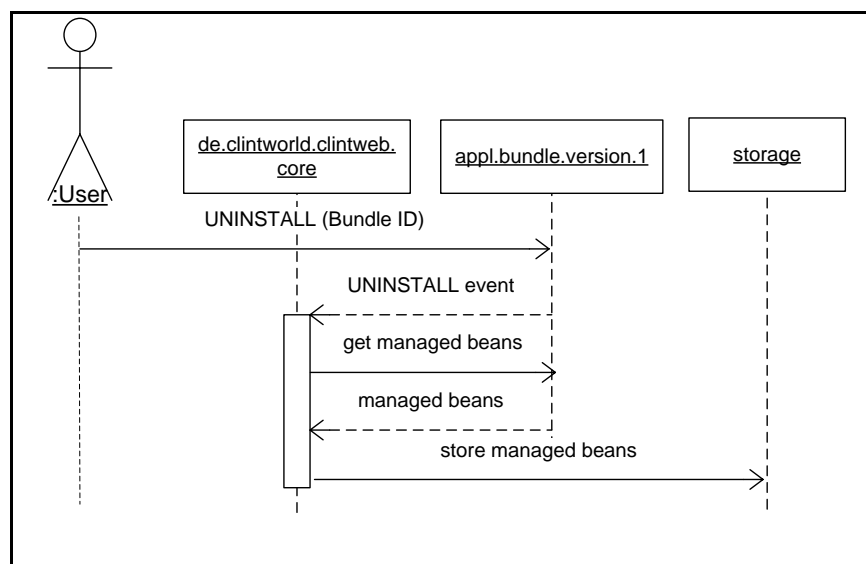 de.clintworld.clintweb.
core
appl.bundle.version.1
storage
:User
UNINSTALL (Bundle ID)
UNINSTALL event
get managed beans
managed beans
store managed beans